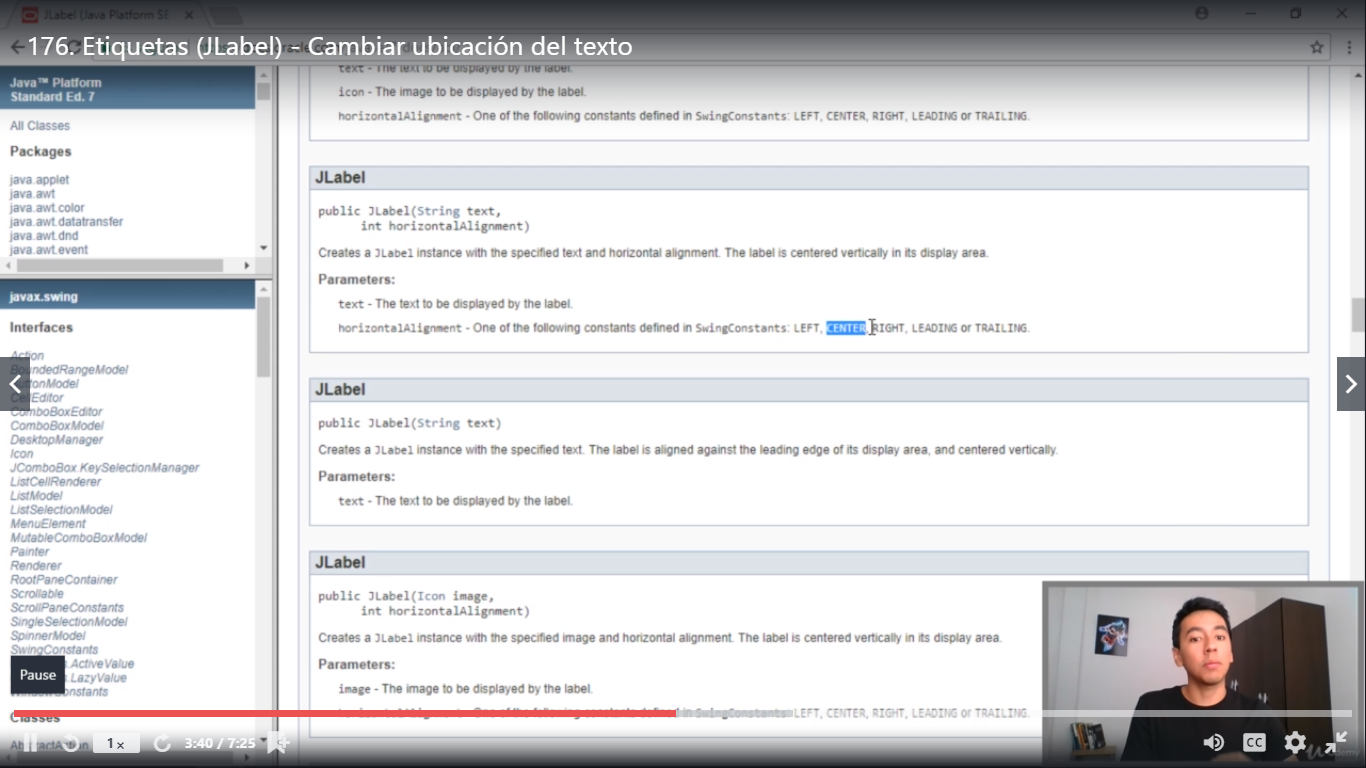 JLabel (Java Platform SE
176. Etiquetas (JLabel) – Cambiar ubicación del texto
Java™ Platform
Standard Ed. 7
All Classes
Packages
java.applet
java.awt
java.awt.color
java.awt.datatransfer
java.awt.dnd
java.awt.event
javax.swing
Interfaces
Action
BoundedRangeModel
ButtonModel
CellEditor
ComboBoxEditor
ComboBoxModel
DesktopManager
Icon
JComboBox.KeySelectionManager
ListCellRenderer
ListModel
ListSelectionModel
MenuElement
MutableComboBoxModel
Painter
Renderer
RootPaneContainer
Scrollable
ScrollPaneConstants
SingleSelectionModel
SpinnerModel
SwingConstants
.ActiveValue
.LazyValue
WindowConstants
Classes
AbstractAction
text - The text to be displayed by the label.
icon - The image to be displayed by the label.
horizontalAlignment - One of the following constants defined in SwingConstants: LEFT, CENTER, RIGHT, LEADING or TRAILING.
JLabel
public JLabel(String text,
int horizontalAlignment)
Creates a JLabel instance with the specified text and horizontal alignment. The label is centered vertically in its display area.
Parameters:
text - The text to be displayed by the label.
horizontalAlignment - One of the following constants defined in SwingConstants: LEFT, CENTER, RIGHT, LEADING or TRAILING.
JLabel
public JLabel(String text)
Creates a JLabel instance with the specified text. The label is aligned against the leading edge of its display area, and centered vertically.
Parameters:
text - The text to be displayed by the label.
JLabel
public JLabel(Icon image,
int horizontalAlignment)
Creates a JLabel instance with the specified image and horizontal alignment. The label is centered vertically in its display area.
Parameters:
image - The image to be displayed by the label.
horizontalAlignment - One of the following constants defined in SwingConstants: LEFT, CENTER, RIGHT, LEADING or TRAILING.
Pause
1x
3:40 / 7:25
CC